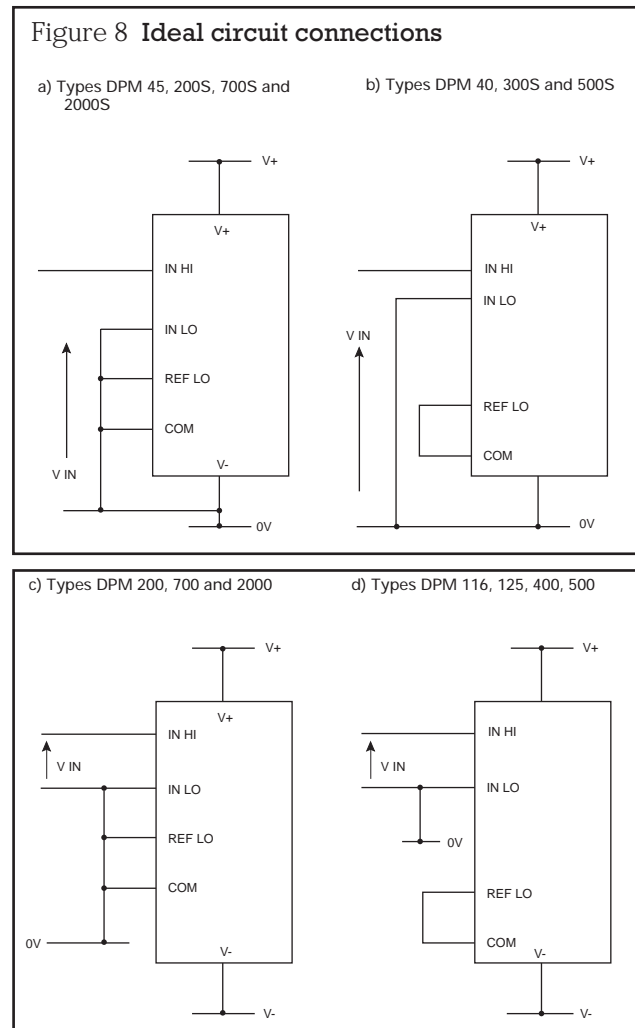 Figure 8 Ideal circuit connections
a) Types DPM 45, 200S, 700S and
2000S
V+
V+
IN HI
IN LO
REF LO
COM
V-
V IN
0V
b) Types DPM 40, 300S and 500S
V+
V+
IN HI
IN LO
V IN
REF LO
COM
0V
c) Types DPM 200, 700 and 2000
V+
V+
IN HI
V IN
IN LO
REF LO
COM
0V
V-
V-
d) Types DPM 116, 125, 400, 500
V+
IN HI
V IN
IN LO
0V
REF LO
COM
V-
V-